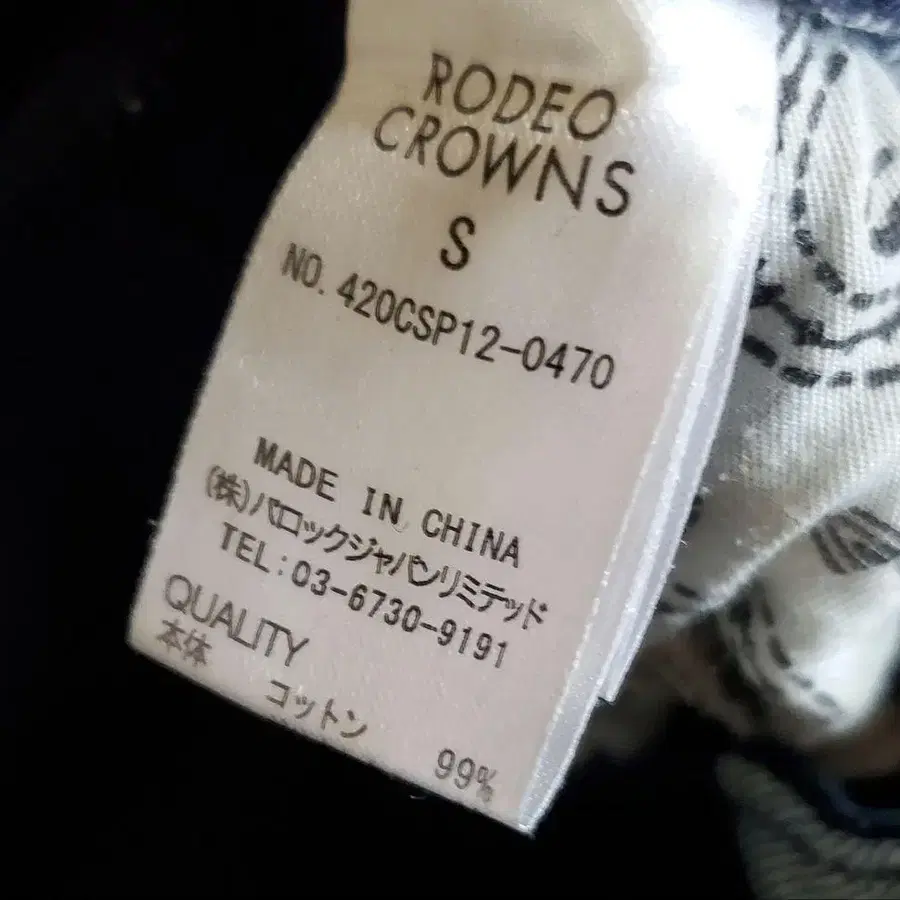 RODEO
CROWNS
S
NO. 420CSP12-0470
MADE IN CHINA
(株)バロックジャパンリミテッド
TEL:03-6730-9191
QUALITY
本体
コットン 99%